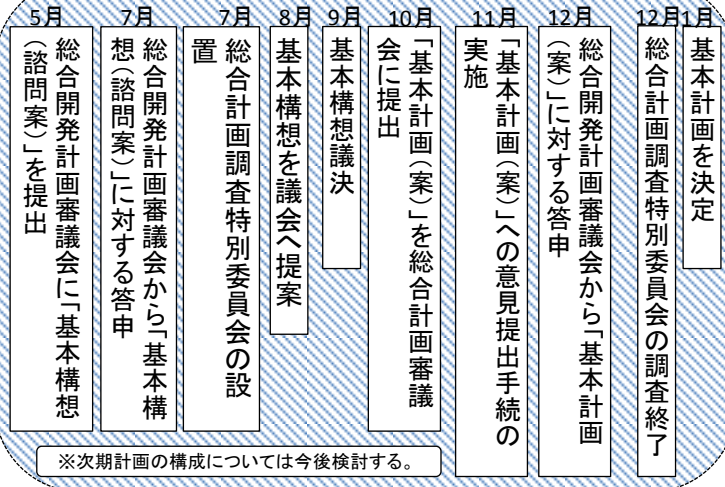 5月
総合開発計画審議会に「基本構想
(諮問案)」を提出
7月
総合開発計画審議会から「基本構
想(諮問案)」に対する答申
7月
総合計画調査特別委員会の設
置
8月
基本構想を議会へ提案
9月
基本構想議決
10月
「基本計画(案)」を総合計画審議
会に提出
11月
「基本計画(案)」への意見提出手続の
実施
12月
総合開発計画審議会から「基本計画
(案)」に対する答申
12月
総合計画調査特別委員会の調査終了
1月
基本計画を決定
※次期計画の構成については今後検討する。